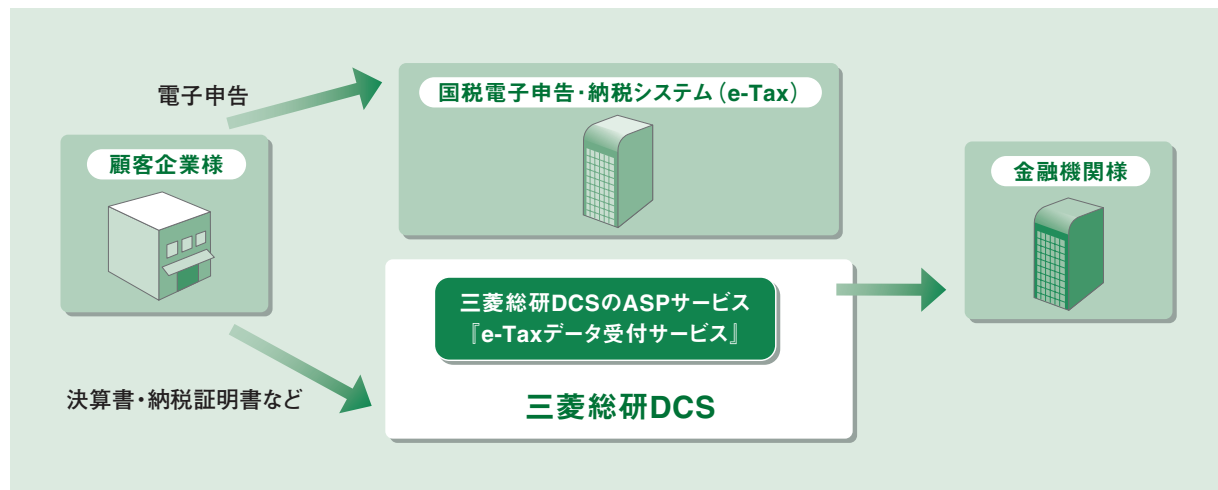 電子申告
国税電子申告・納税システム（e-Tax）
顧客企業様
金融機関様
三菱総研DCSのASPサービス
『e-Taxデータ受付サービス』
決算書・納税証明書など
三菱総研DCS